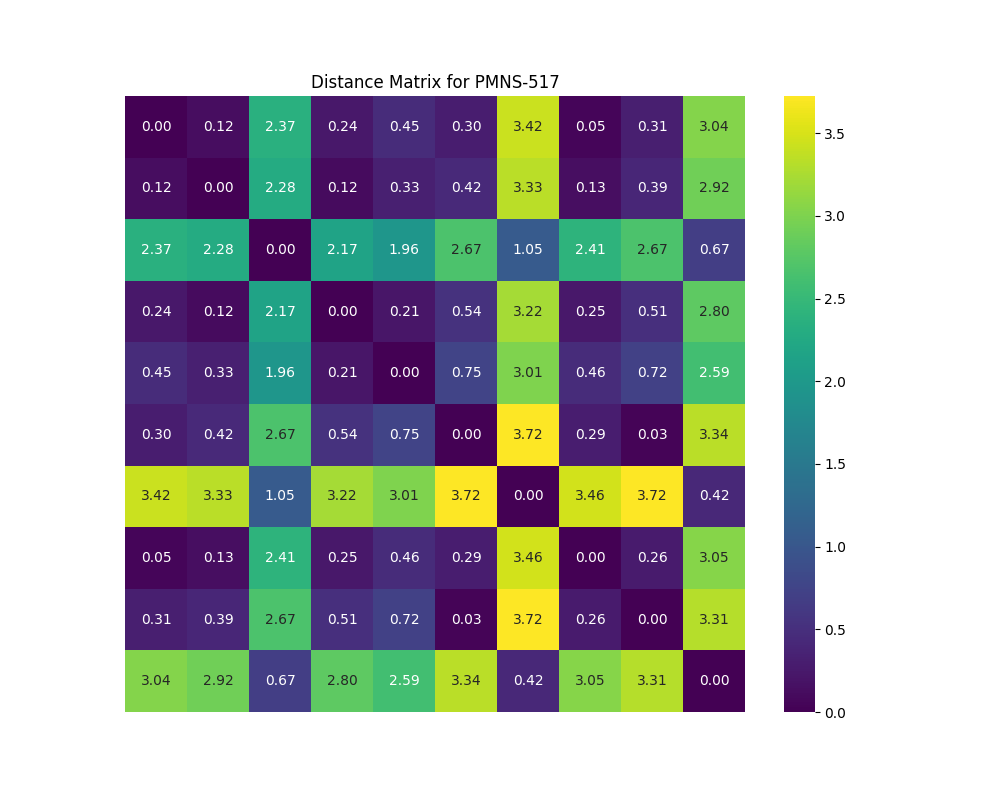 Distance Matrix for PMNS-517
0.00 0.12 2.37 0.24 0.45 0.30 3.42 0.05 0.31 3.04
0.12 0.00 2.28 0.12 0.33 0.42 3.33 0.13 0.39 2.92
2.37 2.28 0.00 2.17 1.96 2.67 1.05 2.41 2.67 0.67
0.24 0.12 2.17 0.00 0.21 0.54 3.22 0.25 0.51 2.80
0.45 0.33 1.96 0.21 0.00 0.75 3.01 0.46 0.72 2.59
0.30 0.42 2.67 0.54 0.75 0.00 3.72 0.29 0.03 3.34
3.42 3.33 1.05 3.22 3.01 3.72 0.00 3.46 3.72 0.42
0.05 0.13 2.41 0.25 0.46 0.29 3.46 0.00 0.26 3.05
0.31 0.39 2.67 0.51 0.72 0.03 3.72 0.26 0.00 3.31
3.04 2.92 0.67 2.80 2.59 3.34 0.42 3.05 3.31 0.00
3.5
3.0
2.5
2.0
1.5
1.0
0.5
0.0